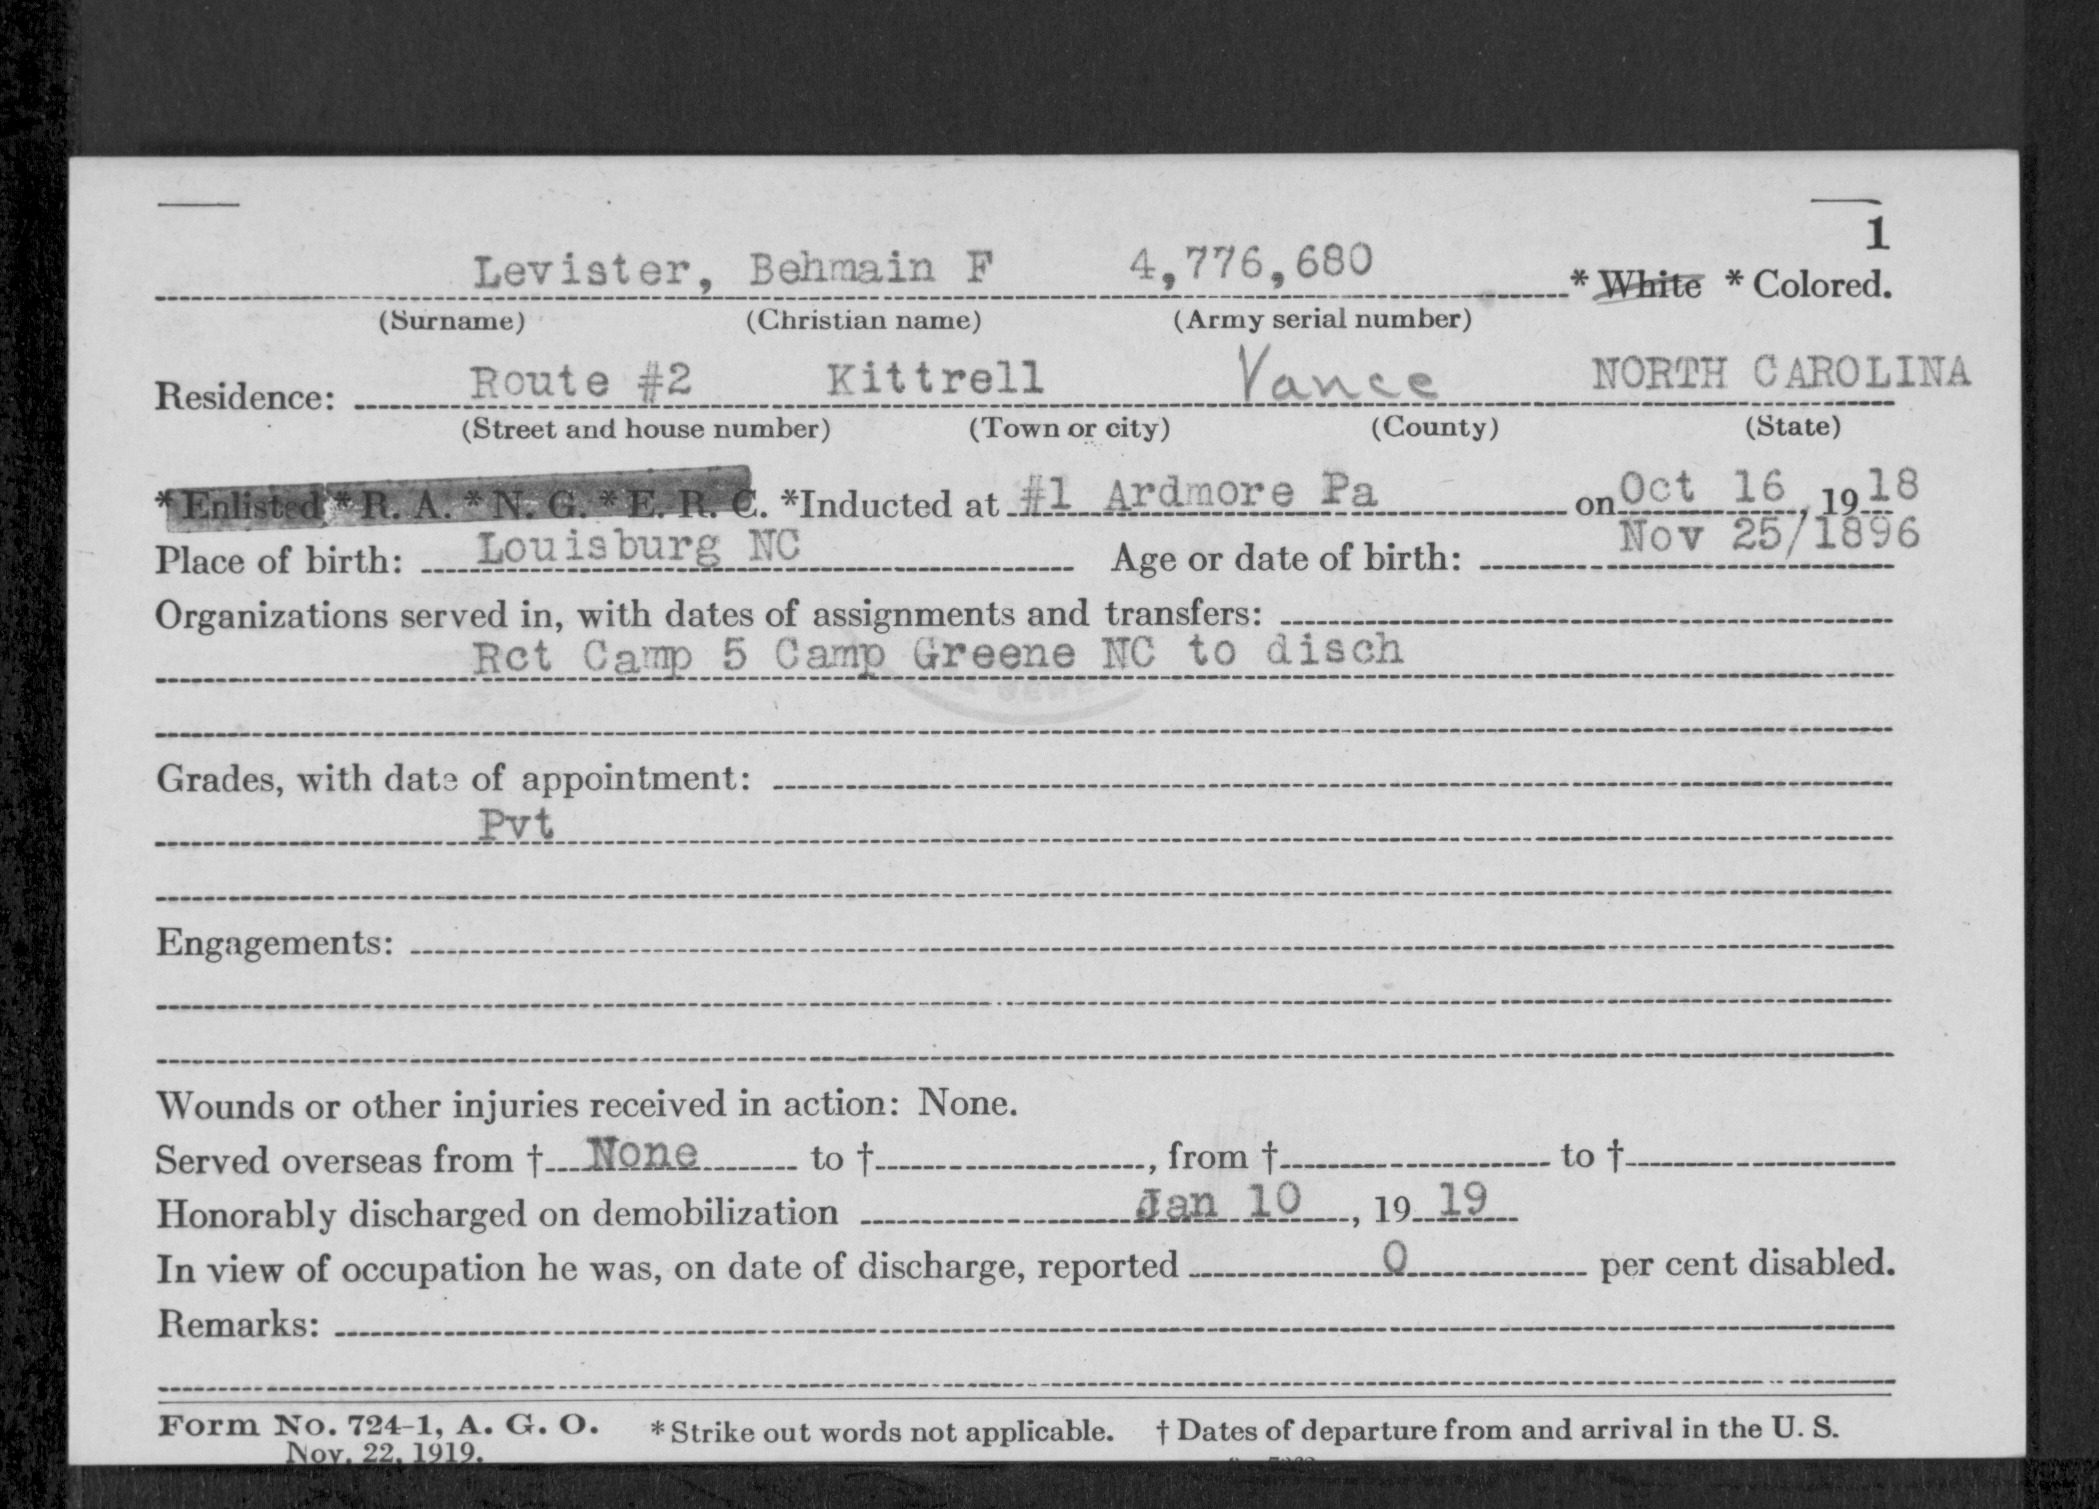 1
Levister, Behmain F 4,776,680 * White * Colored.
(Surname) (Christian name) (Army serial number)
Residence: Route #2 Kittrell Vance NORTH CAROLINA
(Street and house number) (Town or city) (County) (State)
*Enlisted *R. A. *N. G. *E. R. C. *Inducted at #1 Ardmore Pa on Oct 16, 1918
Place of birth: Louisburg NC Age or date of birth: Nov 25/1896
Organizations served in, with dates of assignments and transfers:
Rct Camp 5 Camp Greene NC to disch
Grades, with date of appointment:
Pvt
Engagements:
Wounds or other injuries received in action: None.
Served overseas from † None to †, from † to †
Honorably discharged on demobilization Jan 10, 1919
In view of occupation he was, on date of discharge, reported 0 per cent disabled.
Remarks:
Form No. 724-1, A. G. O. *Strike out words not applicable. † Dates of departure from and arrival in the U. S.
Nov. 22, 1919.